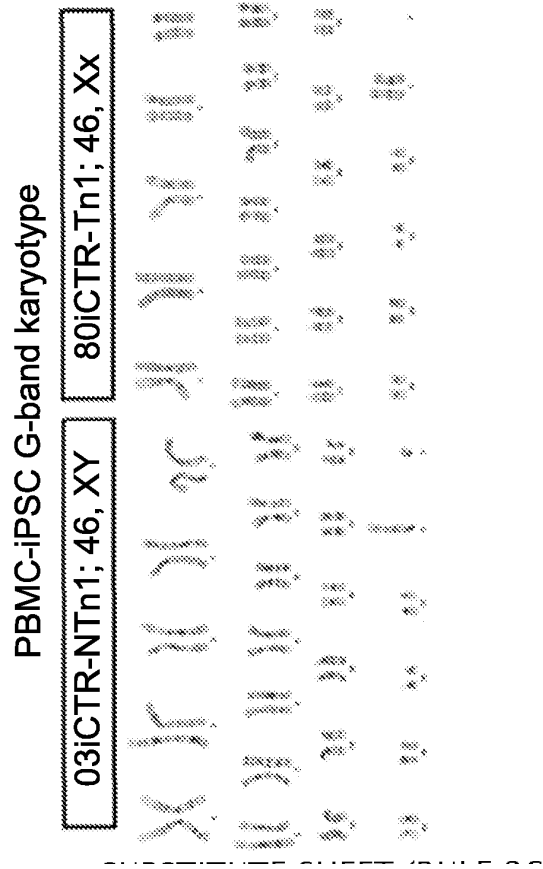 PBMC-iPSC G-band karyotype
03iCTR-NTn1; 46, XY
80iCTR-Tn1; 46, Xx